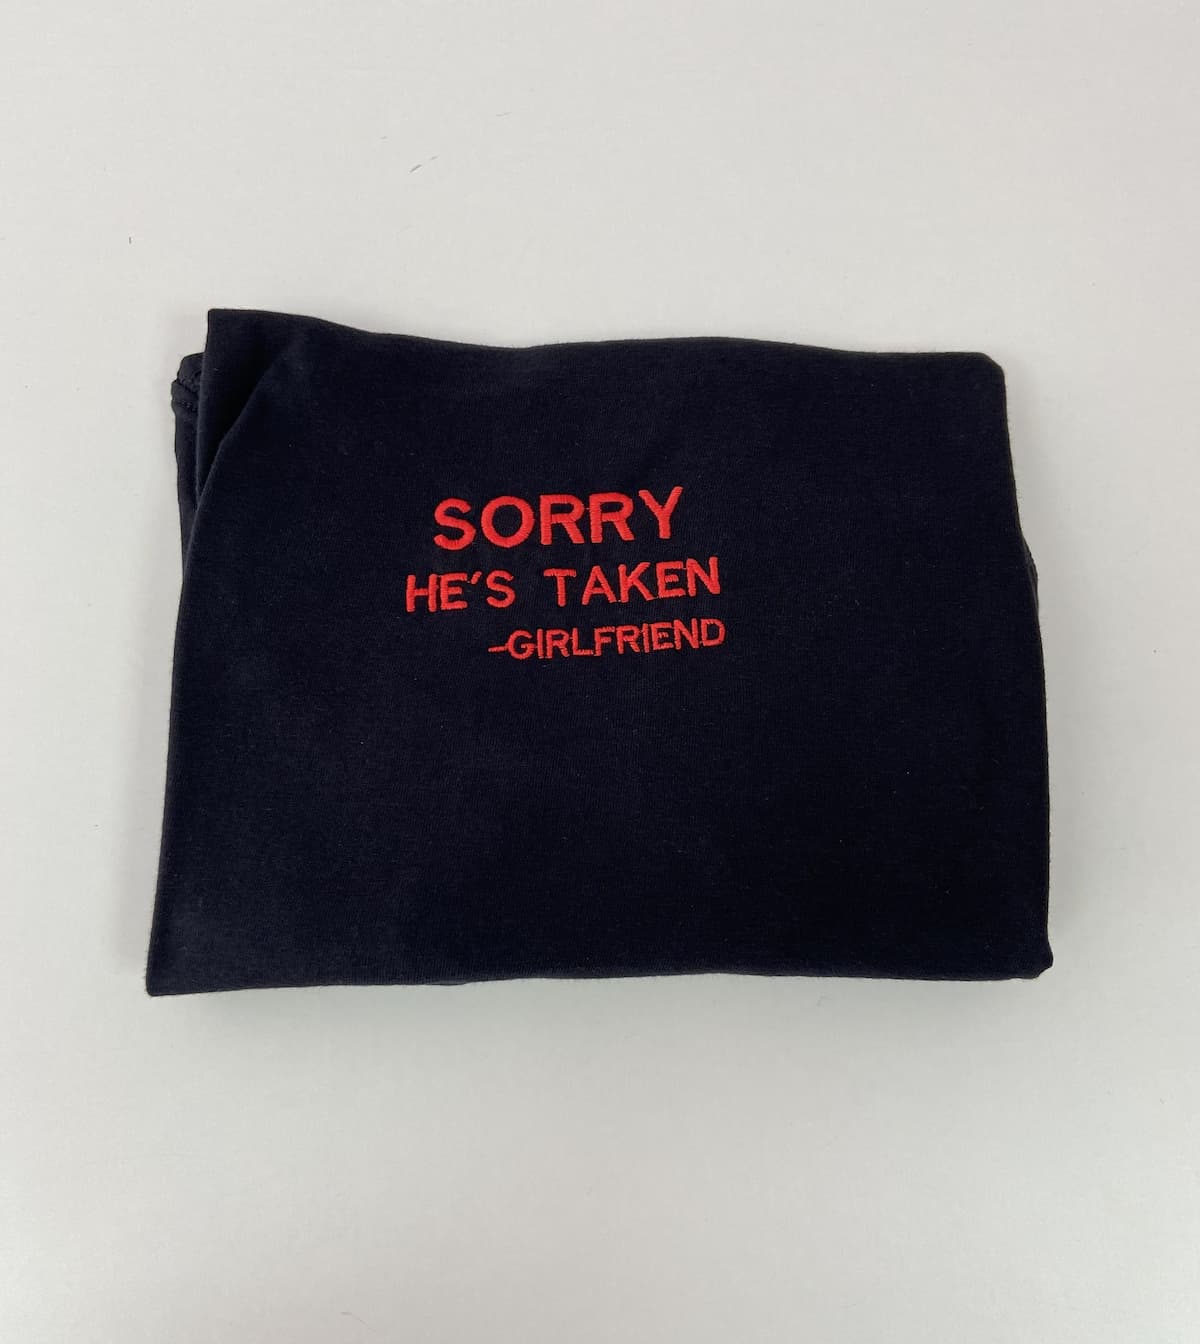 SORRY
HE'S TAKEN
-GIRLFRIEND